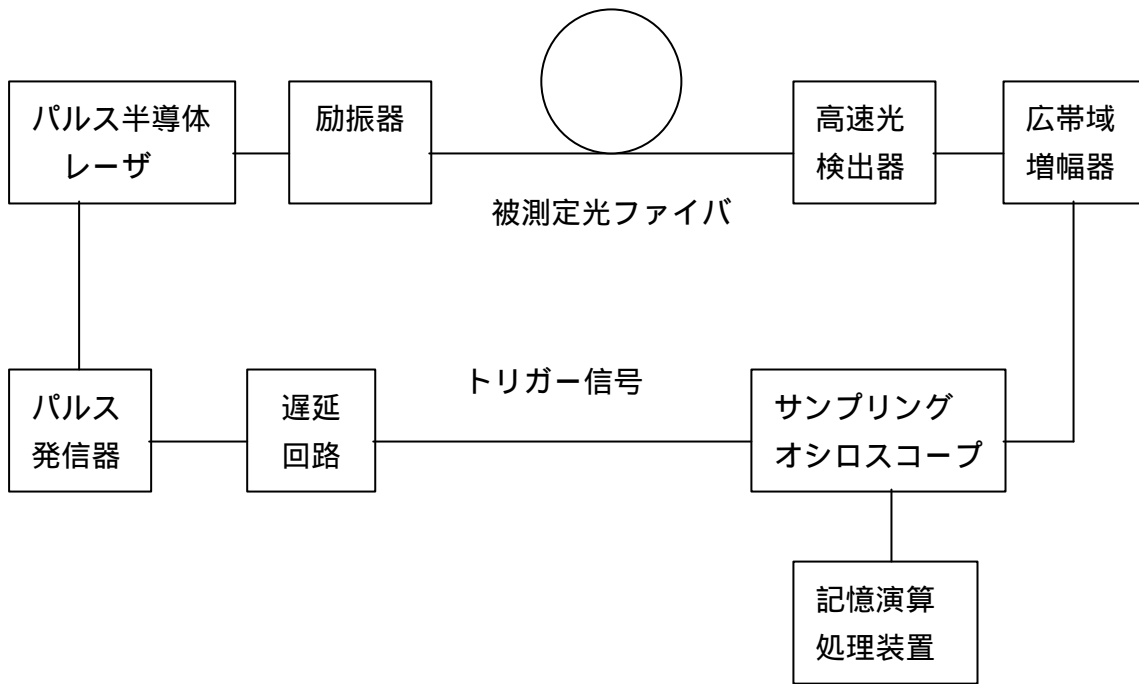 パルス半導体
レーザ
励振器
高速光
検出器
広帯域
増幅器
被測定光ファイバ
パルス
発信器
遅延
回路
トリガー信号
サンプリング
オシロスコープ
記憶演算
処理装置